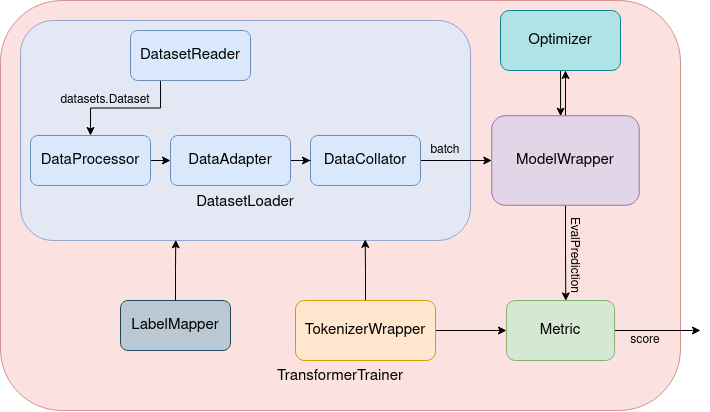 DatasetReader
Optimizer
datasets.Dataset
DataProcessor
DataAdapter
DataCollator
batch
ModelWrapper
DatasetLoader
EvalPrediction
LabelMapper
TokenizerWrapper
Metric
score
TransformerTrainer